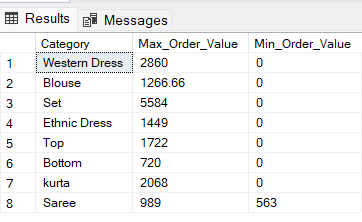 Results Messages
Category Max_Order_Value Min_Order_Value
1 Western Dress 2860 0
2 Blouse 1266.66 0
3 Set 5584 0
4 Ethnic Dress 1449 0
5 Top 1722 0
6 Bottom 720 0
7 kurta 2068 0
8 Saree 989 563